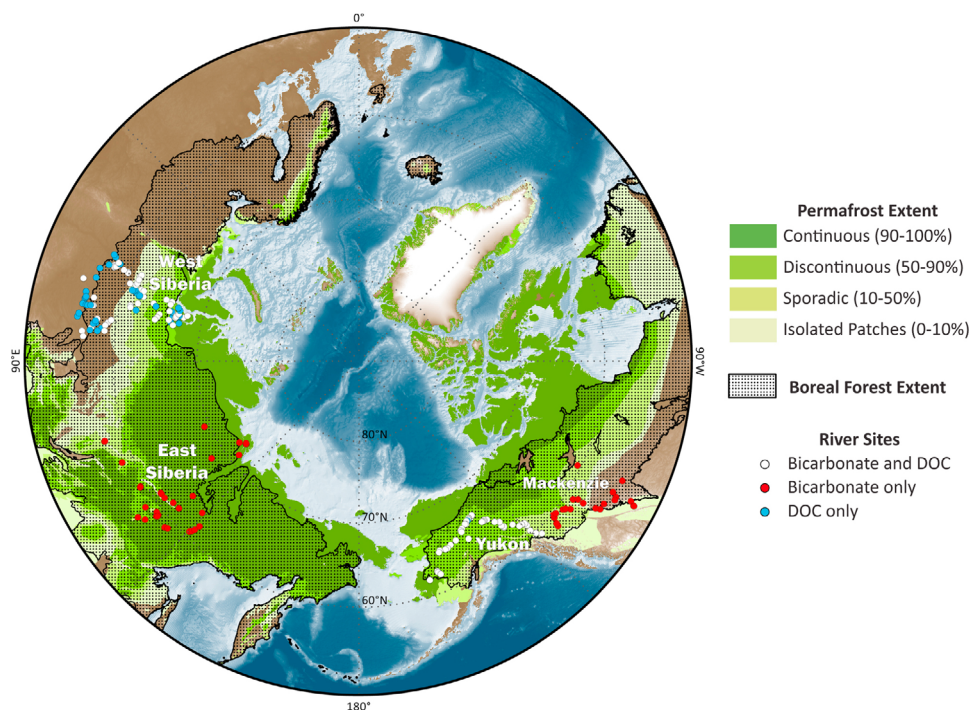 0°
West
Siberia
90°E
90°W
80°N
East
Siberia
Mackenzie
70°N
Yukon
60°N
180°
Permafrost Extent
Continuous (90-100%)
Discontinuous (50-90%)
Sporadic (10-50%)
Isolated Patches (0-10%)
Boreal Forest Extent
River Sites
Bicarbonate and DOC
Bicarbonate only
DOC only